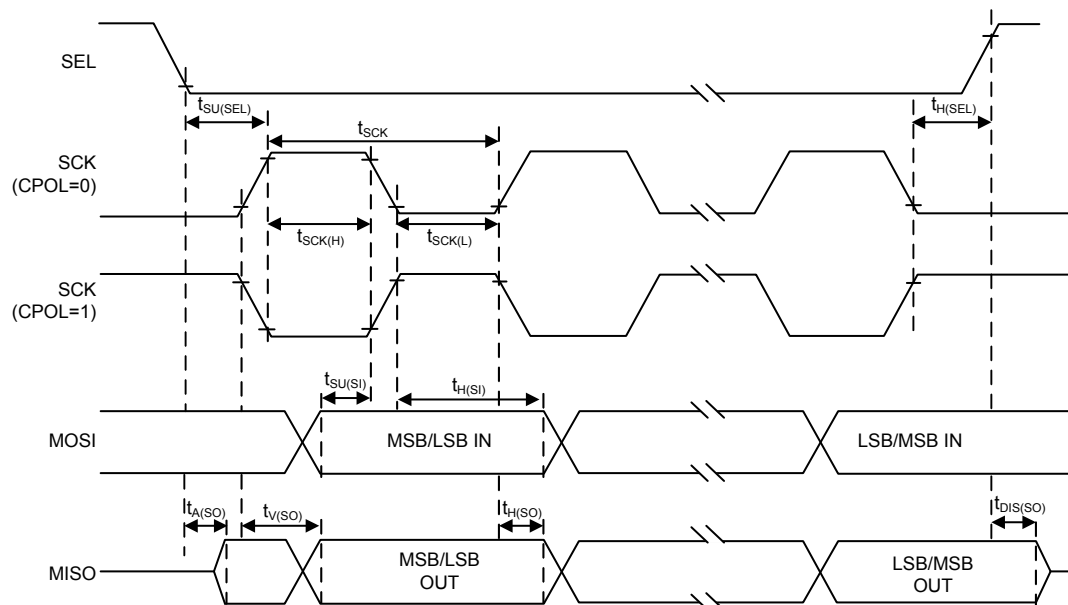 SEL
tSU(SEL)
tSCK
tH(SEL)
SCK
(CPOL=0)
tSCK(H)
tSCK(L)
SCK
(CPOL=1)
tSU(SI)
tH(SI)
MOSI
MSB/LSB IN
LSB/MSB IN
tA(SO)
tV(SO)
tH(SO)
tDIS(SO)
MISO
MSB/LSB
OUT
LSB/MSB
OUT